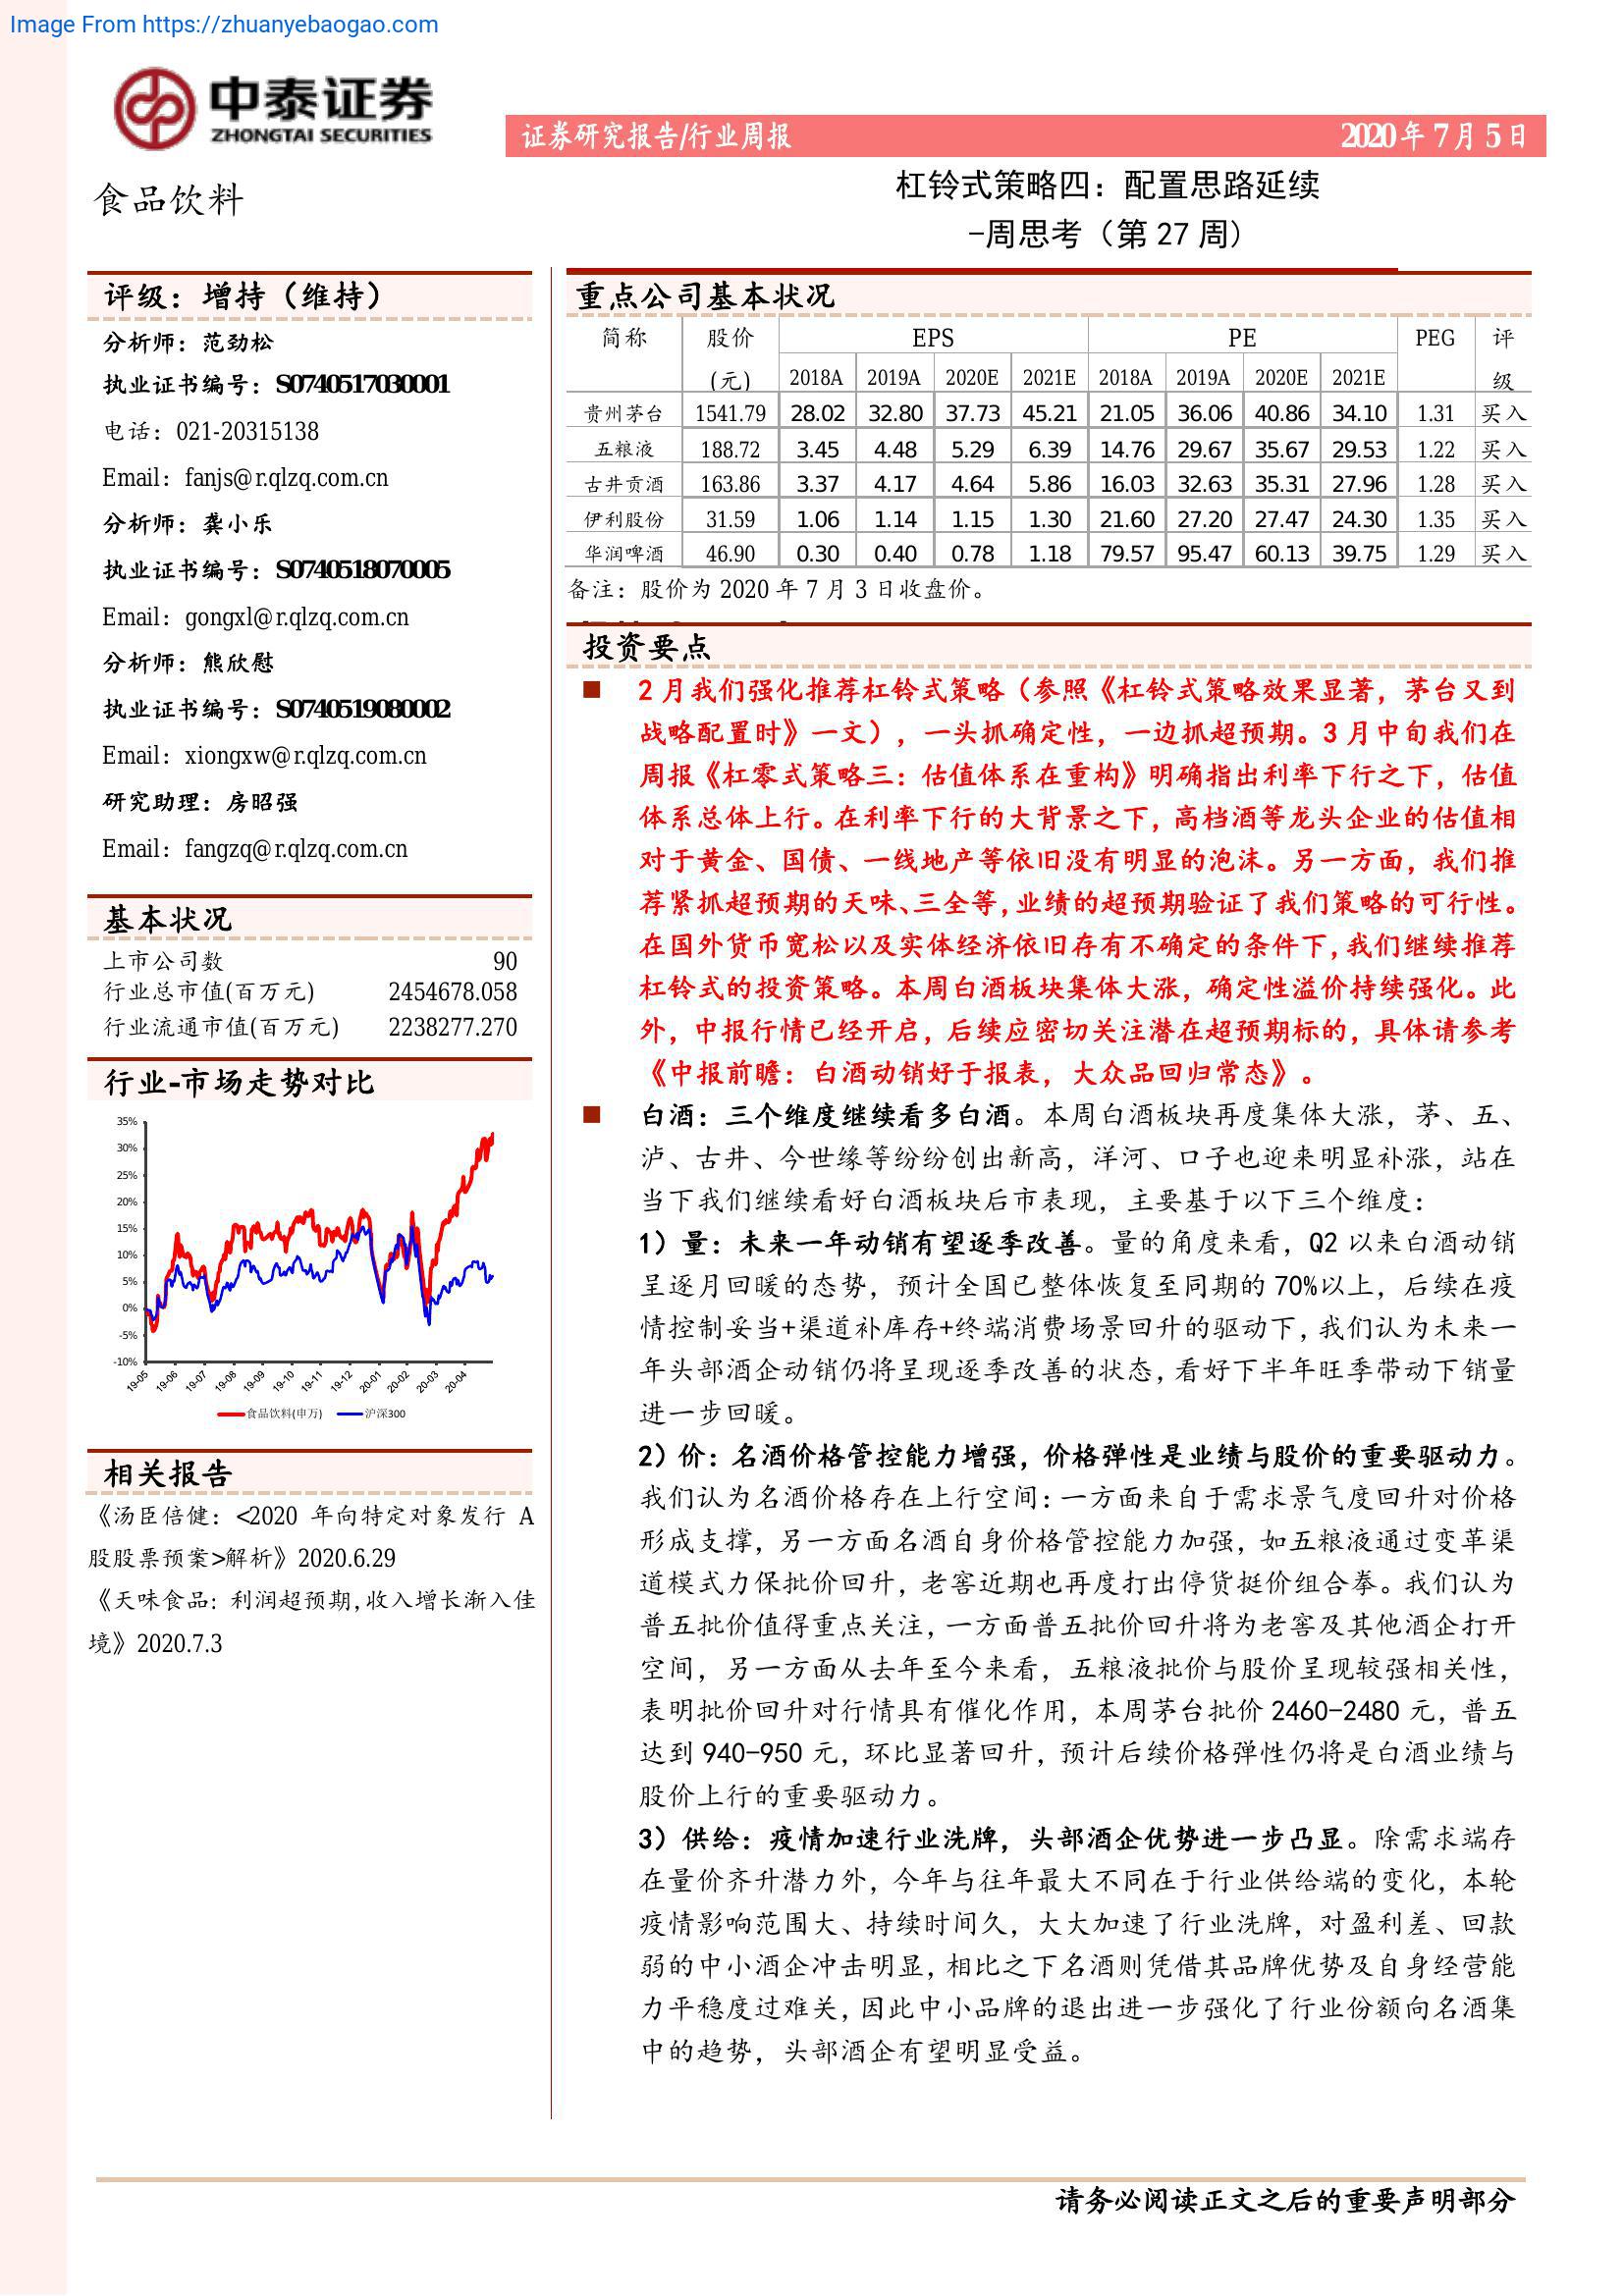 Image From https://zhuanyebaogao.com
中泰证券
ZHONGTAI SECURITIES
证券研究报告/行业周报 2020年7月5日
食品饮料
杠铃式策略四：配置思路延续
-周思考（第 27 周）
评级：增持（维持）
分析师：范劲松
执业证书编号：S0740517030001
电话：021-20315138
Email：fanjs@r.qlzq.com.cn
分析师：龚小乐
执业证书编号：S0740518070005
Email：gongxl@r.qlzq.com.cn
分析师：熊欣慰
执业证书编号：S0740519080002
Email：xiongxw@r.qlzq.com.cn
研究助理：房昭强
Email：fangzq@r.qlzq.com.cn
基本状况
上市公司数 90
行业总市值(百万元) 2454678.058
行业流通市值(百万元) 2238277.270
行业-市场走势对比
35%
30%
25%
20%
15%
10%
5%
0%
-5%
-10%
19-05 19-06 19-07 19-08 19-09 19-10 19-11 19-12 20-01 20-02 20-03 20-04
食品饮料(申万) 沪深300
相关报告
《汤臣倍健：<2020 年向特定对象发行 A
股股票预案>解析》2020.6.29
《天味食品：利润超预期,收入增长渐入佳
境》2020.7.3
重点公司基本状况
简称 股价 EPS PE PEG 评
(元) 2018A 2019A 2020E 2021E 2018A 2019A 2020E 2021E 级
贵州茅台 1541.79 28.02 32.80 37.73 45.21 21.05 36.06 40.86 34.10 1.31 买入
五粮液 188.72 3.45 4.48 5.29 6.39 14.76 29.67 35.67 29.53 1.22 买入
古井贡酒 163.86 3.37 4.17 4.64 5.86 16.03 32.63 35.31 27.96 1.28 买入
伊利股份 31.59 1.06 1.14 1.15 1.30 21.60 27.20 27.47 24.30 1.35 买入
华润啤酒 46.90 0.30 0.40 0.78 1.18 79.57 95.47 60.13 39.75 1.29 买入
备注：股价为 2020 年 7 月 3 日收盘价。
投资要点
■ 2 月我们强化推荐杠铃式策略（参照《杠铃式策略效果显著，茅台又到
战略配置时》一文），一头抓确定性，一边抓超预期。3 月中旬我们在
周报《杠零式策略三：估值体系在重构》明确指出利率下行之下，估值
体系总体上行。在利率下行的大背景之下，高档酒等龙头企业的估值相
对于黄金、国债、一线地产等依旧没有明显的泡沫。另一方面，我们推
荐紧抓超预期的天味、三全等,业绩的超预期验证了我们策略的可行性。
在国外货币宽松以及实体经济依旧存有不确定的条件下,我们继续推荐
杠铃式的投资策略。本周白酒板块集体大涨，确定性溢价持续强化。此
外，中报行情已经开启，后续应密切关注潜在超预期标的，具体请参考
《中报前瞻：白酒动销好于报表，大众品回归常态》。
■ 白酒：三个维度继续看多白酒。本周白酒板块再度集体大涨，茅、五、
泸、古井、今世缘等纷纷创出新高，洋河、口子也迎来明显补涨，站在
当下我们继续看好白酒板块后市表现，主要基于以下三个维度：
1）量：未来一年动销有望逐季改善。量的角度来看，Q2 以来白酒动销
呈逐月回暖的态势，预计全国已整体恢复至同期的 70%以上，后续在疫
情控制妥当+渠道补库存+终端消费场景回升的驱动下,我们认为未来一
年头部酒企动销仍将呈现逐季改善的状态,看好下半年旺季带动下销量
进一步回暖。
2）价：名酒价格管控能力增强，价格弹性是业绩与股价的重要驱动力。
我们认为名酒价格存在上行空间：一方面来自于需求景气度回升对价格
形成支撑，另一方面名酒自身价格管控能力加强，如五粮液通过变革渠
道模式力保批价回升，老窖近期也再度打出停货挺价组合拳。我们认为
普五批价值得重点关注,一方面普五批价回升将为老窖及其他酒企打开
空间，另一方面从去年至今来看，五粮液批价与股价呈现较强相关性，
表明批价回升对行情具有催化作用，本周茅台批价 2460-2480 元，普五
达到 940-950 元，环比显著回升，预计后续价格弹性仍将是白酒业绩与
股价上行的重要驱动力。
3）供给：疫情加速行业洗牌，头部酒企优势进一步凸显。除需求端存
在量价齐升潜力外，今年与往年最大不同在于行业供给端的变化，本轮
疫情影响范围大、持续时间久，大大加速了行业洗牌，对盈利差、回款
弱的中小酒企冲击明显,相比之下名酒则凭借其品牌优势及自身经营能
力平稳度过难关,因此中小品牌的退出进一步强化了行业份额向名酒集
中的趋势，头部酒企有望明显受益。
请务必阅读正文之后的重要声明部分